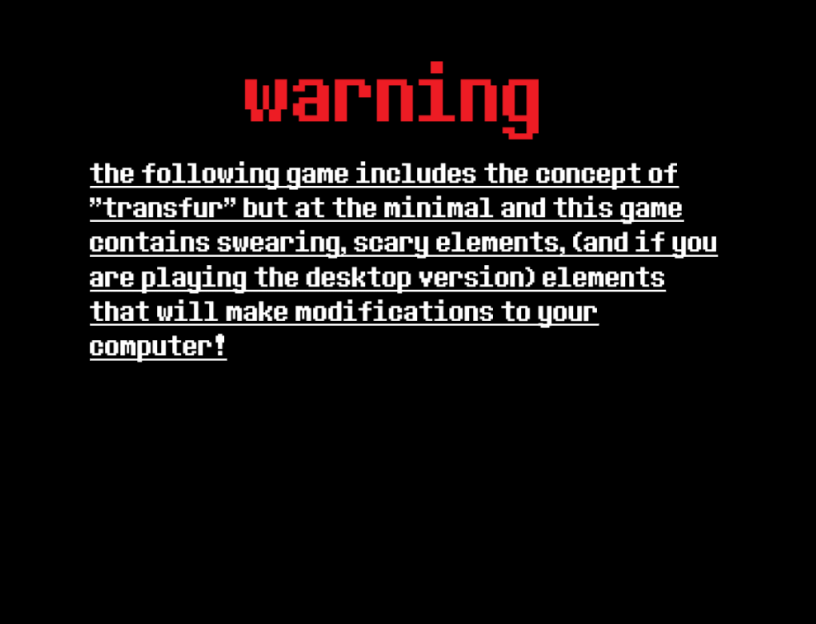 warning
the following game includes the concept of
"transfur" but at the minimal and this game
contains swearing, scary elements, (and if you
are playing the desktop version) elements
that will make modifications to your
computer!